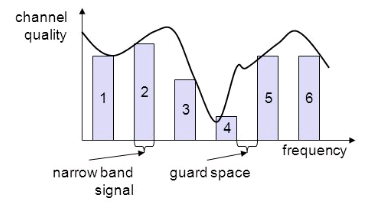 channel
quality
1
2
3
4
5
6
frequency
narrow band
signal
guard space